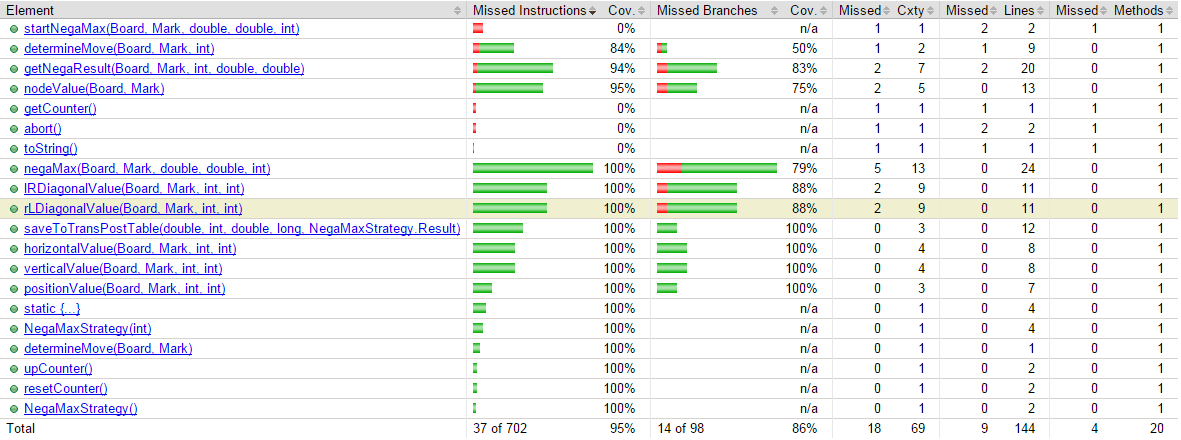 Element Missed Instructions Cov. Missed Branches Cov. Missed Cxty Missed Lines Missed Methods
startNegaMax(Board, Mark, double, double, int) 0% n/a 1 1 2 2 1 1
determineMove(Board, Mark, int) 84% 50% 1 2 1 9 0 1
getNegaResult(Board, Mark, int, double, double) 94% 83% 2 7 2 20 0 1
nodeValue(Board, Mark) 95% 75% 2 5 0 13 0 1
getCounter() 0% n/a 1 1 1 1 1 1
abort() 0% n/a 1 1 2 2 1 1
toString() 0% n/a 1 1 1 1 1 1
negaMax(Board, Mark, double, double, int) 100% 79% 5 13 0 24 0 1
lRDiagonalValue(Board, Mark, int, int) 100% 88% 2 9 0 11 0 1
rLDiagonalValue(Board, Mark, int, int) 100% 88% 2 9 0 11 0 1
saveToTransPostTable(double, int, double, long, NegaMaxStrategy.Result) 100% 100% 0 3 0 12 0 1
horizontalValue(Board, Mark, int, int) 100% 100% 0 4 0 8 0 1
verticalValue(Board, Mark, int, int) 100% 100% 0 4 0 8 0 1
positionValue(Board, Mark, int, int) 100% 100% 0 3 0 7 0 1
static {...} 100% n/a 0 1 0 4 0 1
NegaMaxStrategy(int) 100% n/a 0 1 0 4 0 1
determineMove(Board, Mark) 100% n/a 0 1 0 1 0 1
upCounter() 100% n/a 0 1 0 2 0 1
resetCounter() 100% n/a 0 1 0 2 0 1
NegaMaxStrategy() 100% n/a 0 1 0 2 0 1
Total 37 of 702 95% 14 of 98 86% 18 69 9 144 4 20